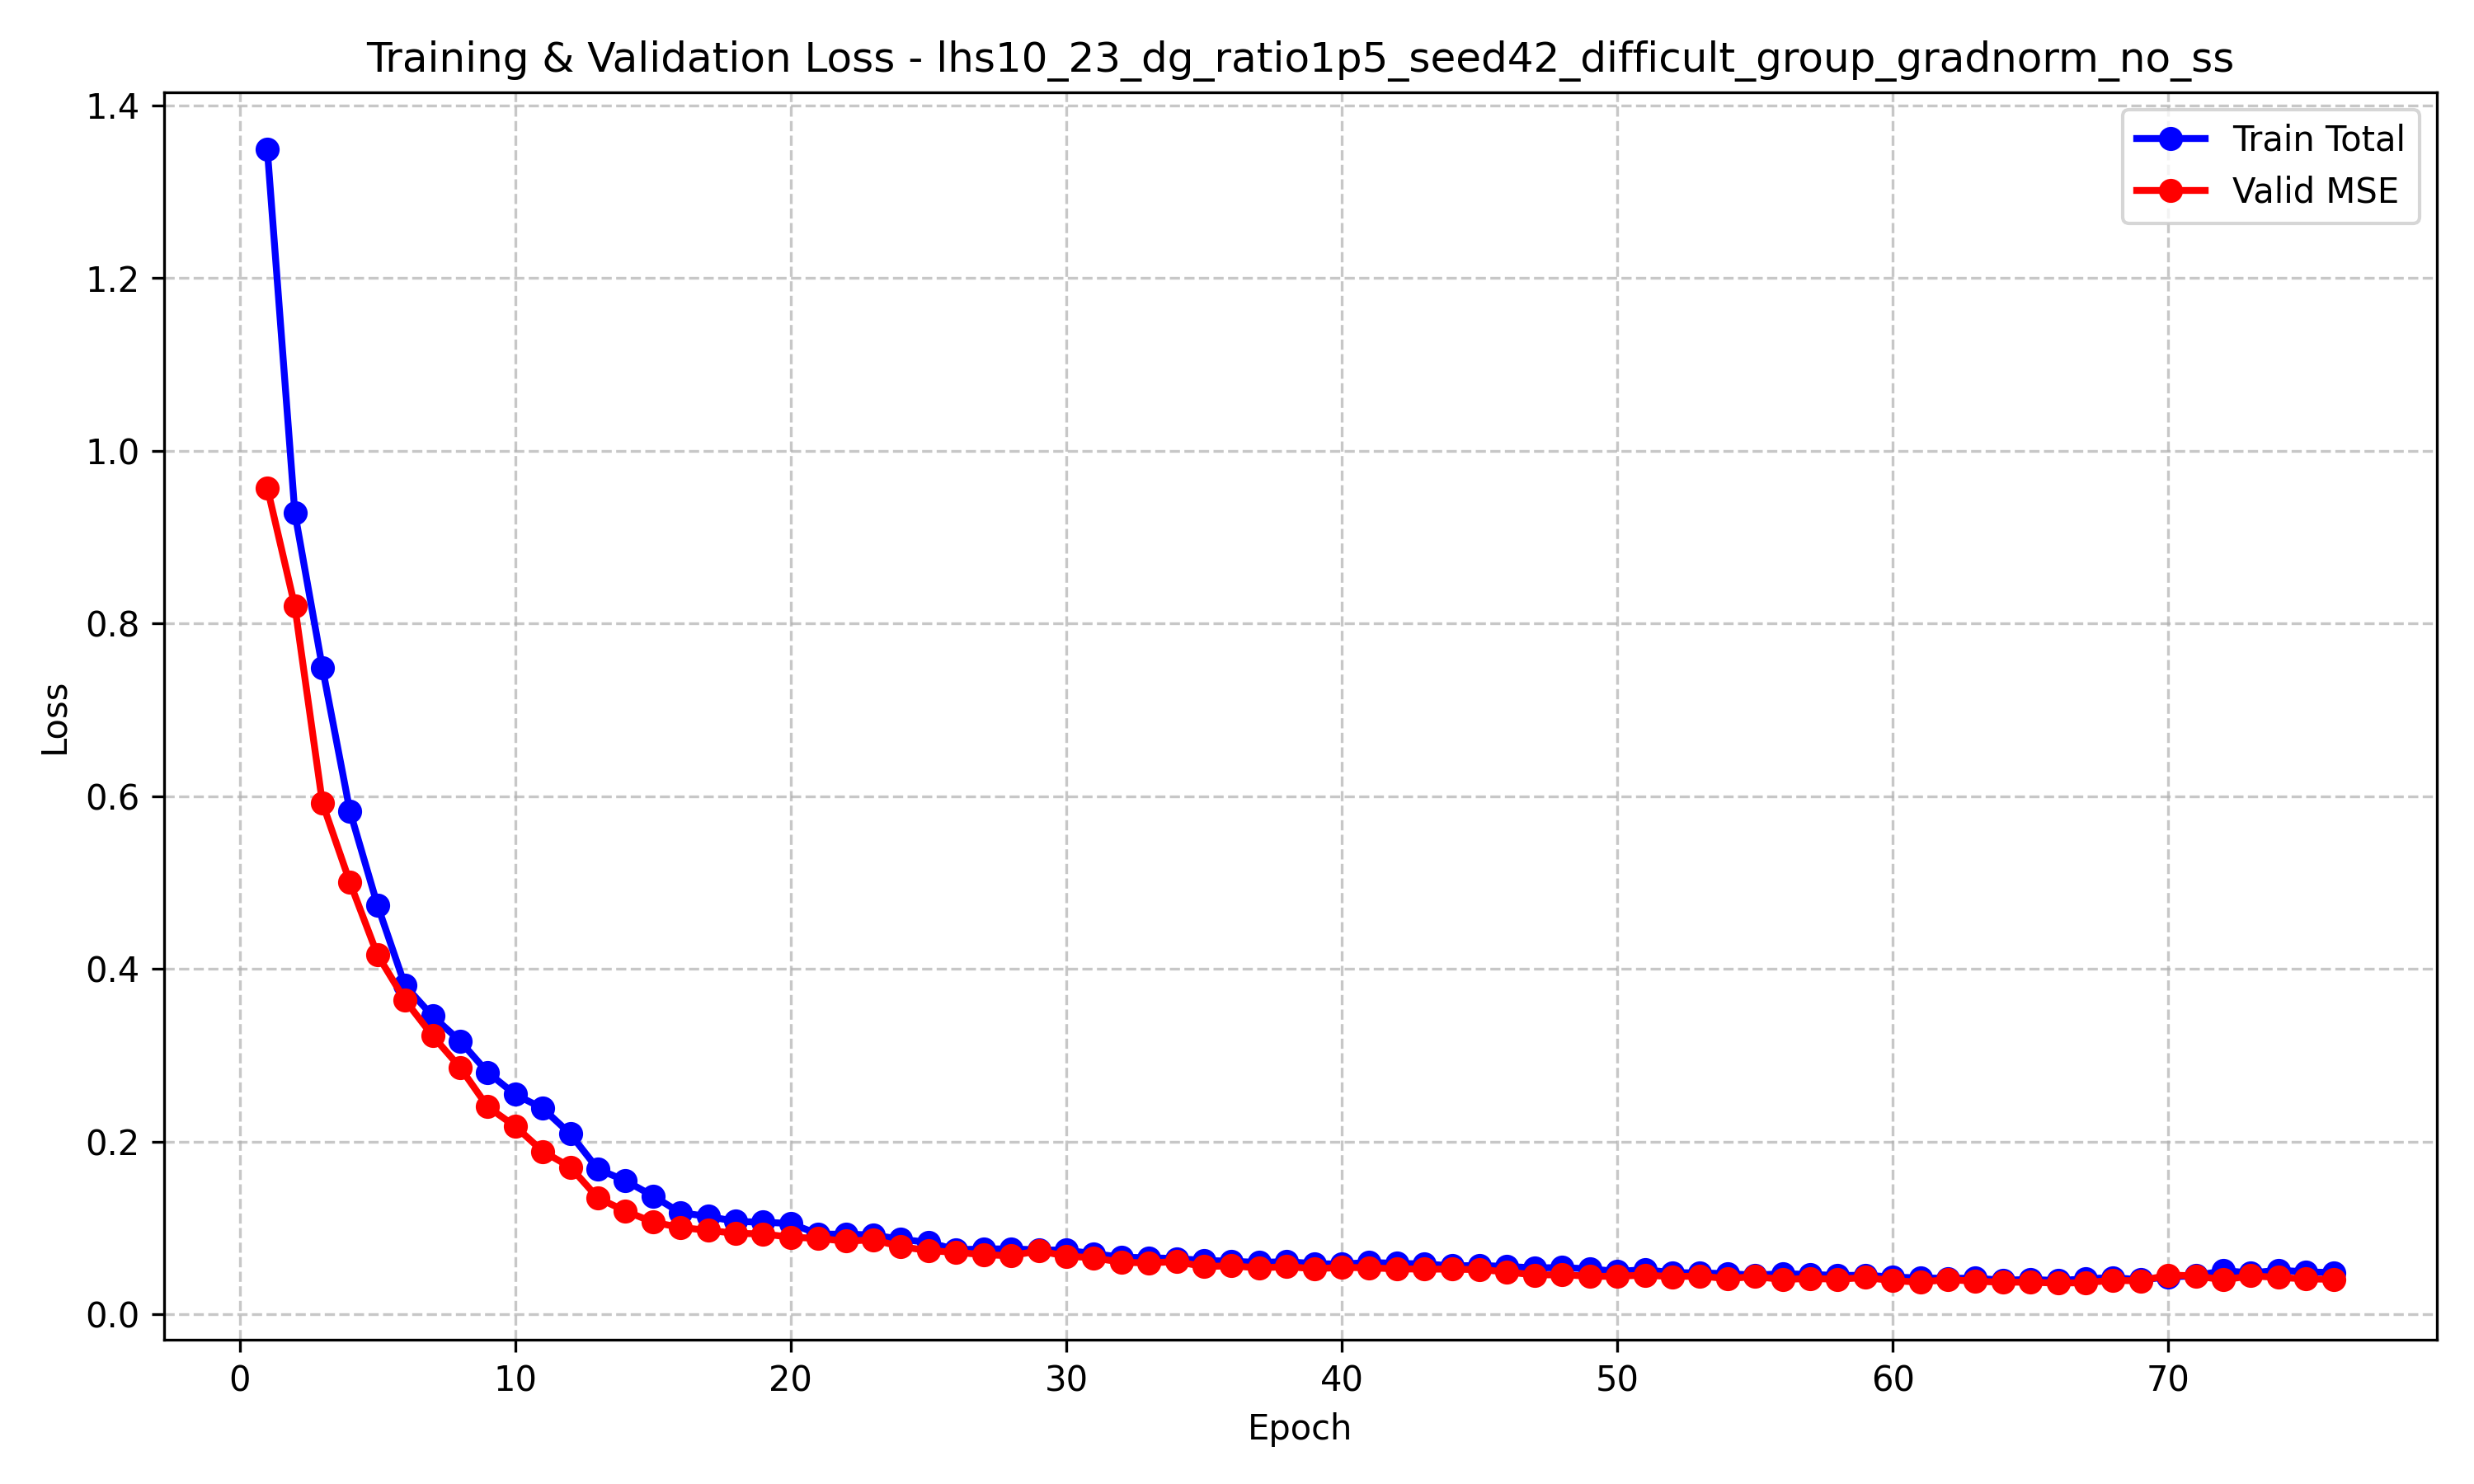 Training & Validation Loss - lhs10_23_dg_ratio1p5_seed42_difficult_group_gradnorm_no_ss
Train Total
Valid MSE
1.4
1.2
1.0
0.8
0.6
0.4
0.2
0.0
Loss
0 10 20 30 40 50 60 70
Epoch